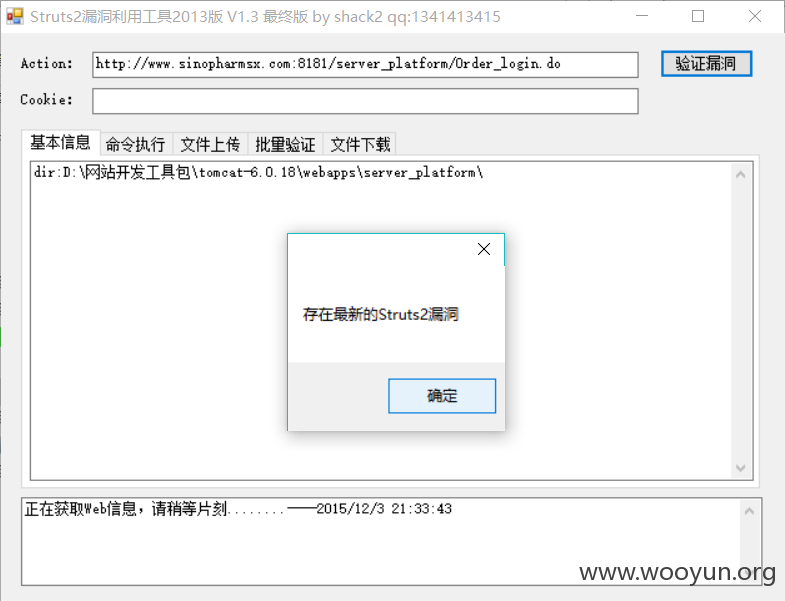 Struts2漏洞利用工具2013版 V1.3 最终版 by shack2 qq:1341413415
Action: http://www.sinopharmsx.com:8181/server_platform/Order_login.do 验证漏洞
Cookie:
基本信息 命令执行 文件上传 批量验证 文件下载
dir:D:\网站开发工具包\tomcat-6.0.18\webapps\server_platform\
存在最新的Struts2漏洞
确定
正在获取Web信息，请稍等片刻........——2015/12/3 21:33:43
www.wooyun.org